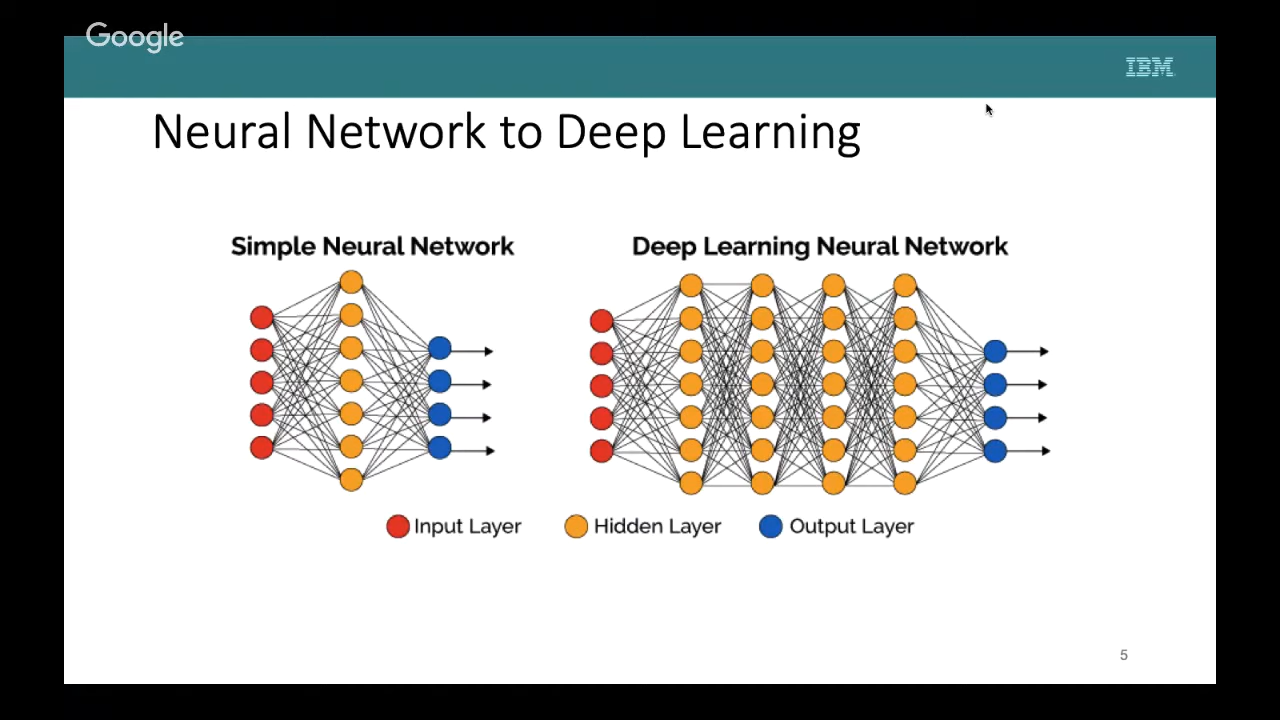 Google
IBM
Neural Network to Deep Learning
Simple Neural Network
Deep Learning Neural Network
Input Layer
Hidden Layer
Output Layer
5